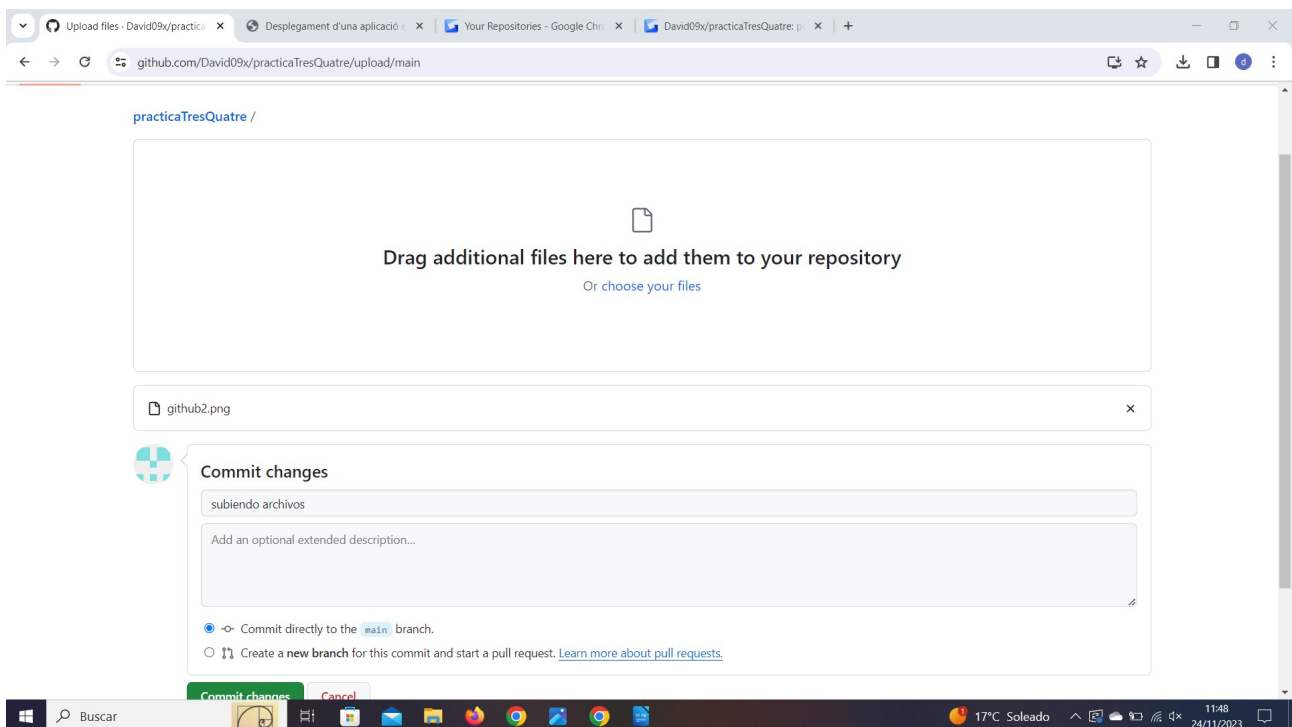 Upload files · David09x/practica
Desplegament d'una aplicació e
Your Repositories - Google Chr
David09x/practicaTresQuatre: p
github.com/David09x/practicaTresQuatre/upload/main
d
practicaTresQuatre /
Drag additional files here to add them to your repository
Or choose your files
github2.png
Commit changes
subiendo archivos
Add an optional extended description...
Commit directly to the main branch.
Create a new branch for this commit and start a pull request. Learn more about pull requests.
Commit changes
Cancel
Buscar
17°C Soleado
11:48
24/11/2023